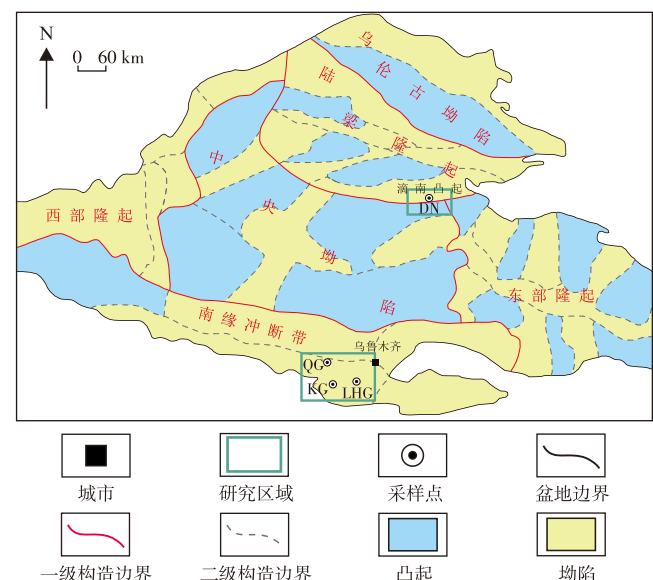 N
0 60 km
乌伦古坳陷
陆梁隆起
中央坳陷
滴南凸起
DN
西部隆起
东部隆起
南缘冲断带
乌鲁木齐
QG
KG
LHG
城市
研究区域
采样点
盆地边界
一级构造边界
二级构造边界
凸起
坳陷